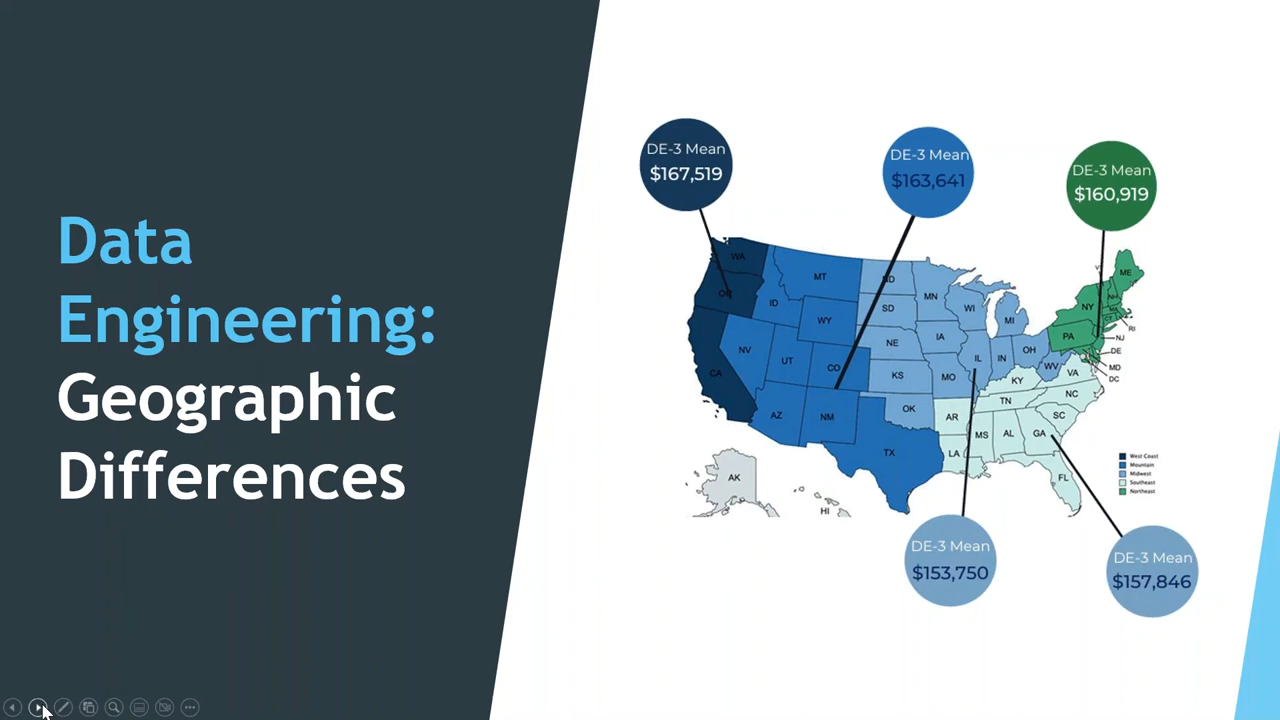 Data
Engineering:
Geographic
Differences
DE-3 Mean
$167,519
DE-3 Mean
$163,641
DE-3 Mean
$160,919
WA
OR
CA
MT
ID
WY
NV
UT
CO
AZ
NM
TX
ND
SD
NE
KS
OK
MN
IA
MO
WI
IL
MI
IN
OH
WV
KY
TN
AR
LA
MS
AL
GA
FL
SC
NC
VA
ME
NH
MA
CT
RI
NY
PA
NJ
DE
MD
DC
AK
HI
West Coast
Mountain
Midwest
Southeast
Northeast
DE-3 Mean
$153,750
DE-3 Mean
$157,846